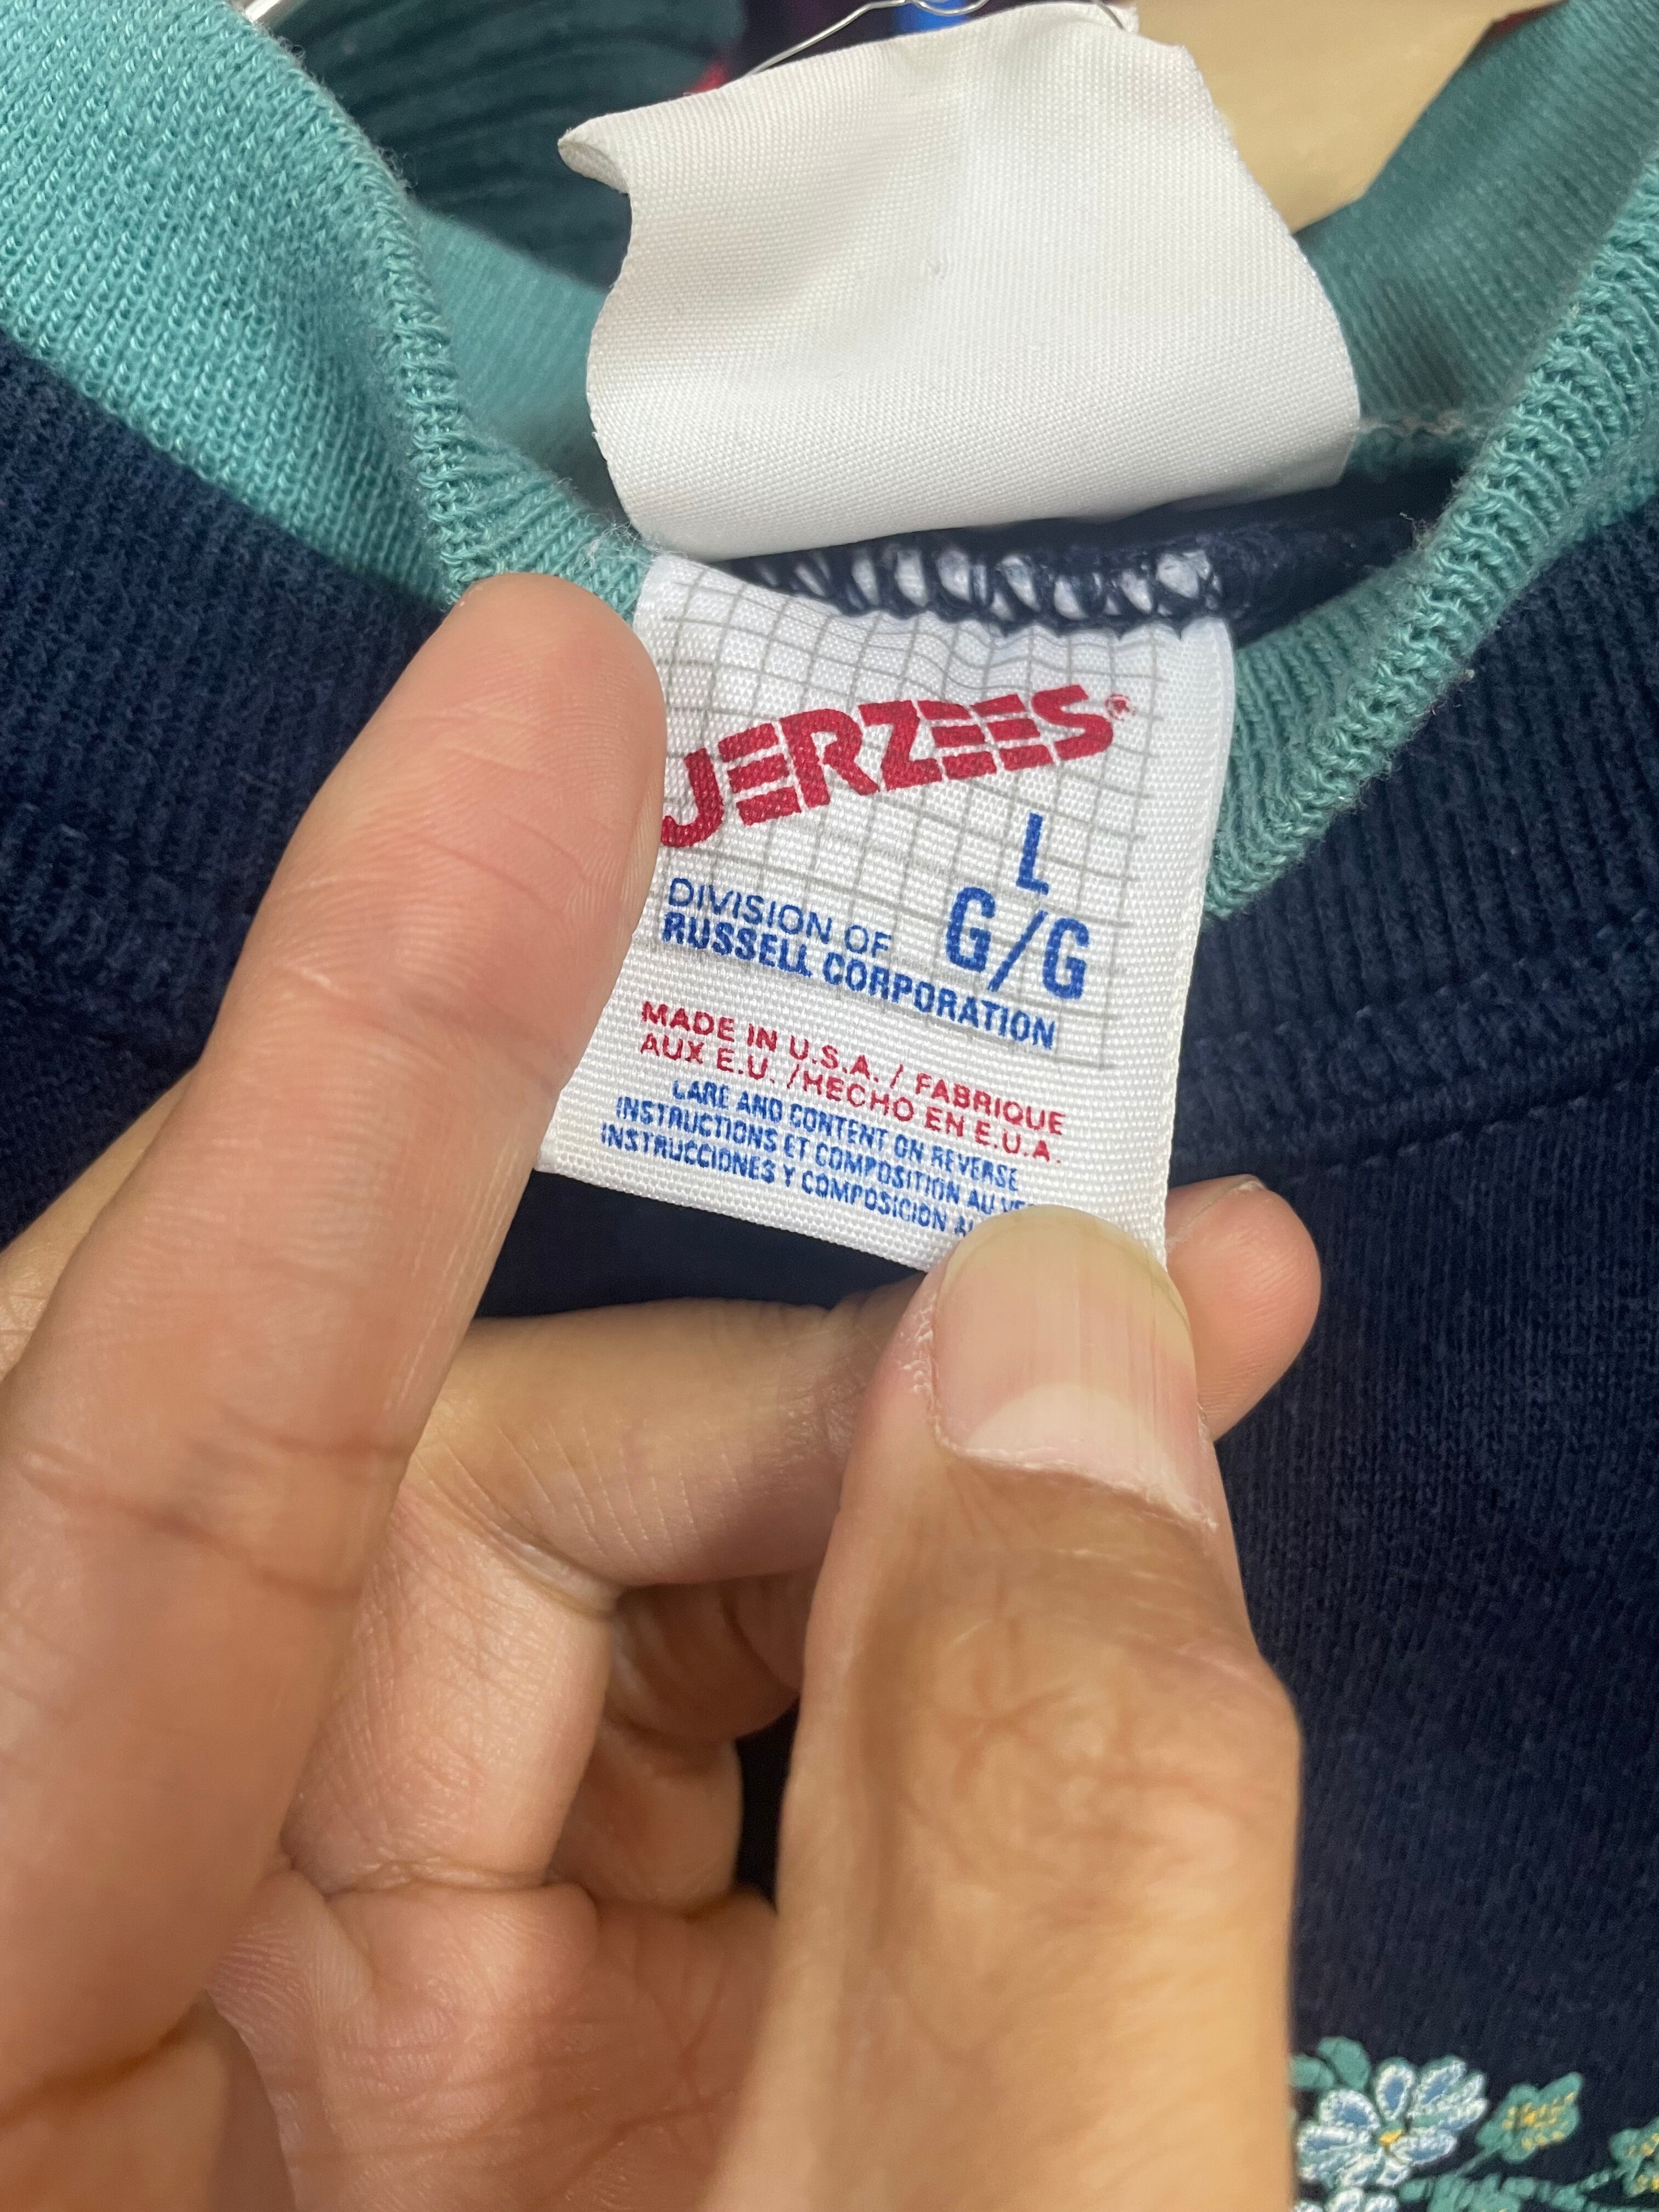 JERZEES®
L
G/G
DIVISION OF
RUSSELL CORPORATION
MADE IN U.S.A. / FABRIQUE
AUX E.U. /HECHO EN E.U.A.
CARE AND CONTENT ON REVERSE
INSTRUCTIONS ET COMPOSITION AU
INSTRUCCIONES Y COMPOSICION